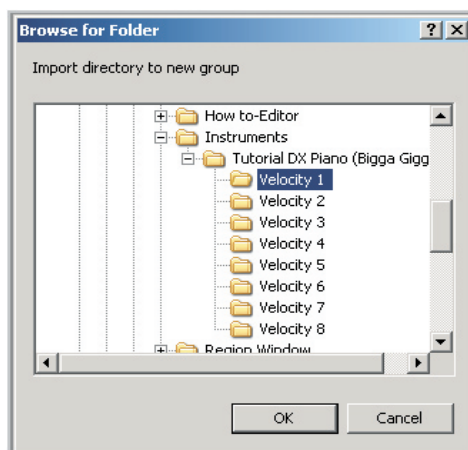 Browse for Folder
Import directory to new group
How to-Editor
Instruments
Tutorial DX Piano (Bigga Gigg
Velocity 1
Velocity 2
Velocity 3
Velocity 4
Velocity 5
Velocity 6
Velocity 7
Velocity 8
Region Window
OK Cancel